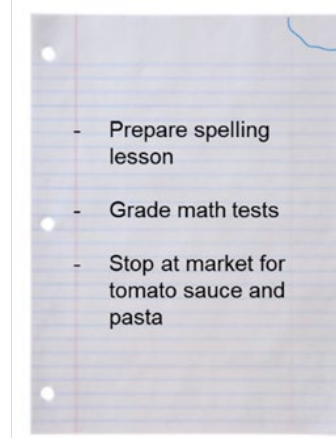 - Prepare spelling
lesson
- Grade math tests
- Stop at market for
tomato sauce and
pasta